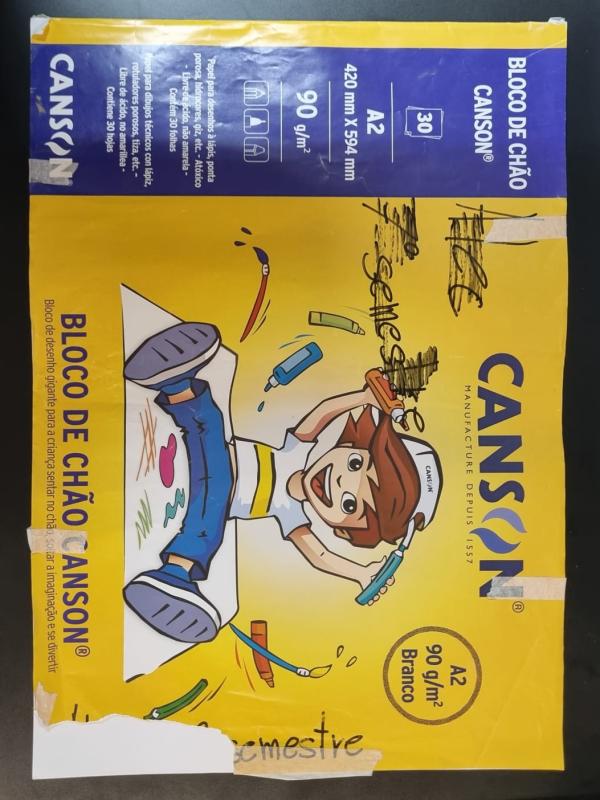 BLOCO DE CHÃO
CANSON®
30
A2
420 mm X 594 mm
90 g/m²
Papel para desenhos à lápis, ponta
porosa, hidrocores, giz, etc. - Atóxico
- Livre de ácido, não amarela -
Contém 30 folhas
Papel para dibujos técnicos con lápiz,
rotuladores porosos, tiza, etc. -
Libre de ácido, no amarillea -
Contiene 30 hojas
CANSON
semestre
CANSON®
MANUFACTURE DEPUIS 1557
CANSON
A2
90 g/m²
Branco
semestre
BLOCO DE CHÃO CANSON®
Bloco de desenho gigante para a criança sentar no chão, soltar a imaginação e se divertir